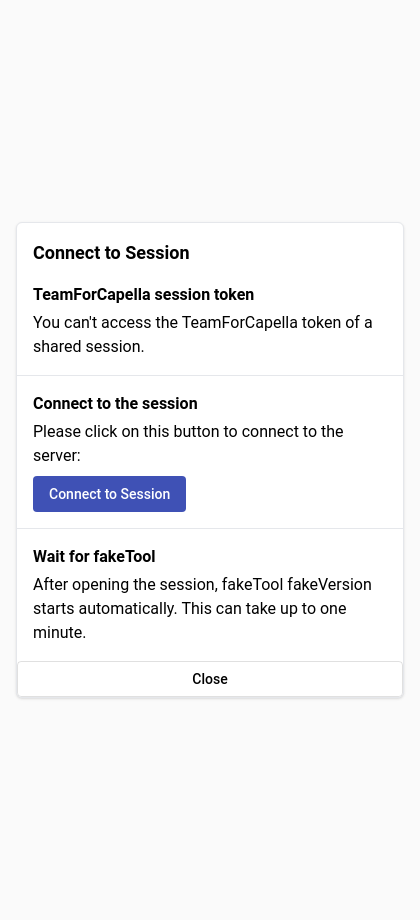 Connect to Session
TeamForCapella session token
You can't access the TeamForCapella token of a
shared session.
Connect to the session
Please click on this button to connect to the
server:
Connect to Session
Wait for fakeTool
After opening the session, fakeTool fakeVersion
starts automatically. This can take up to one
minute.
Close